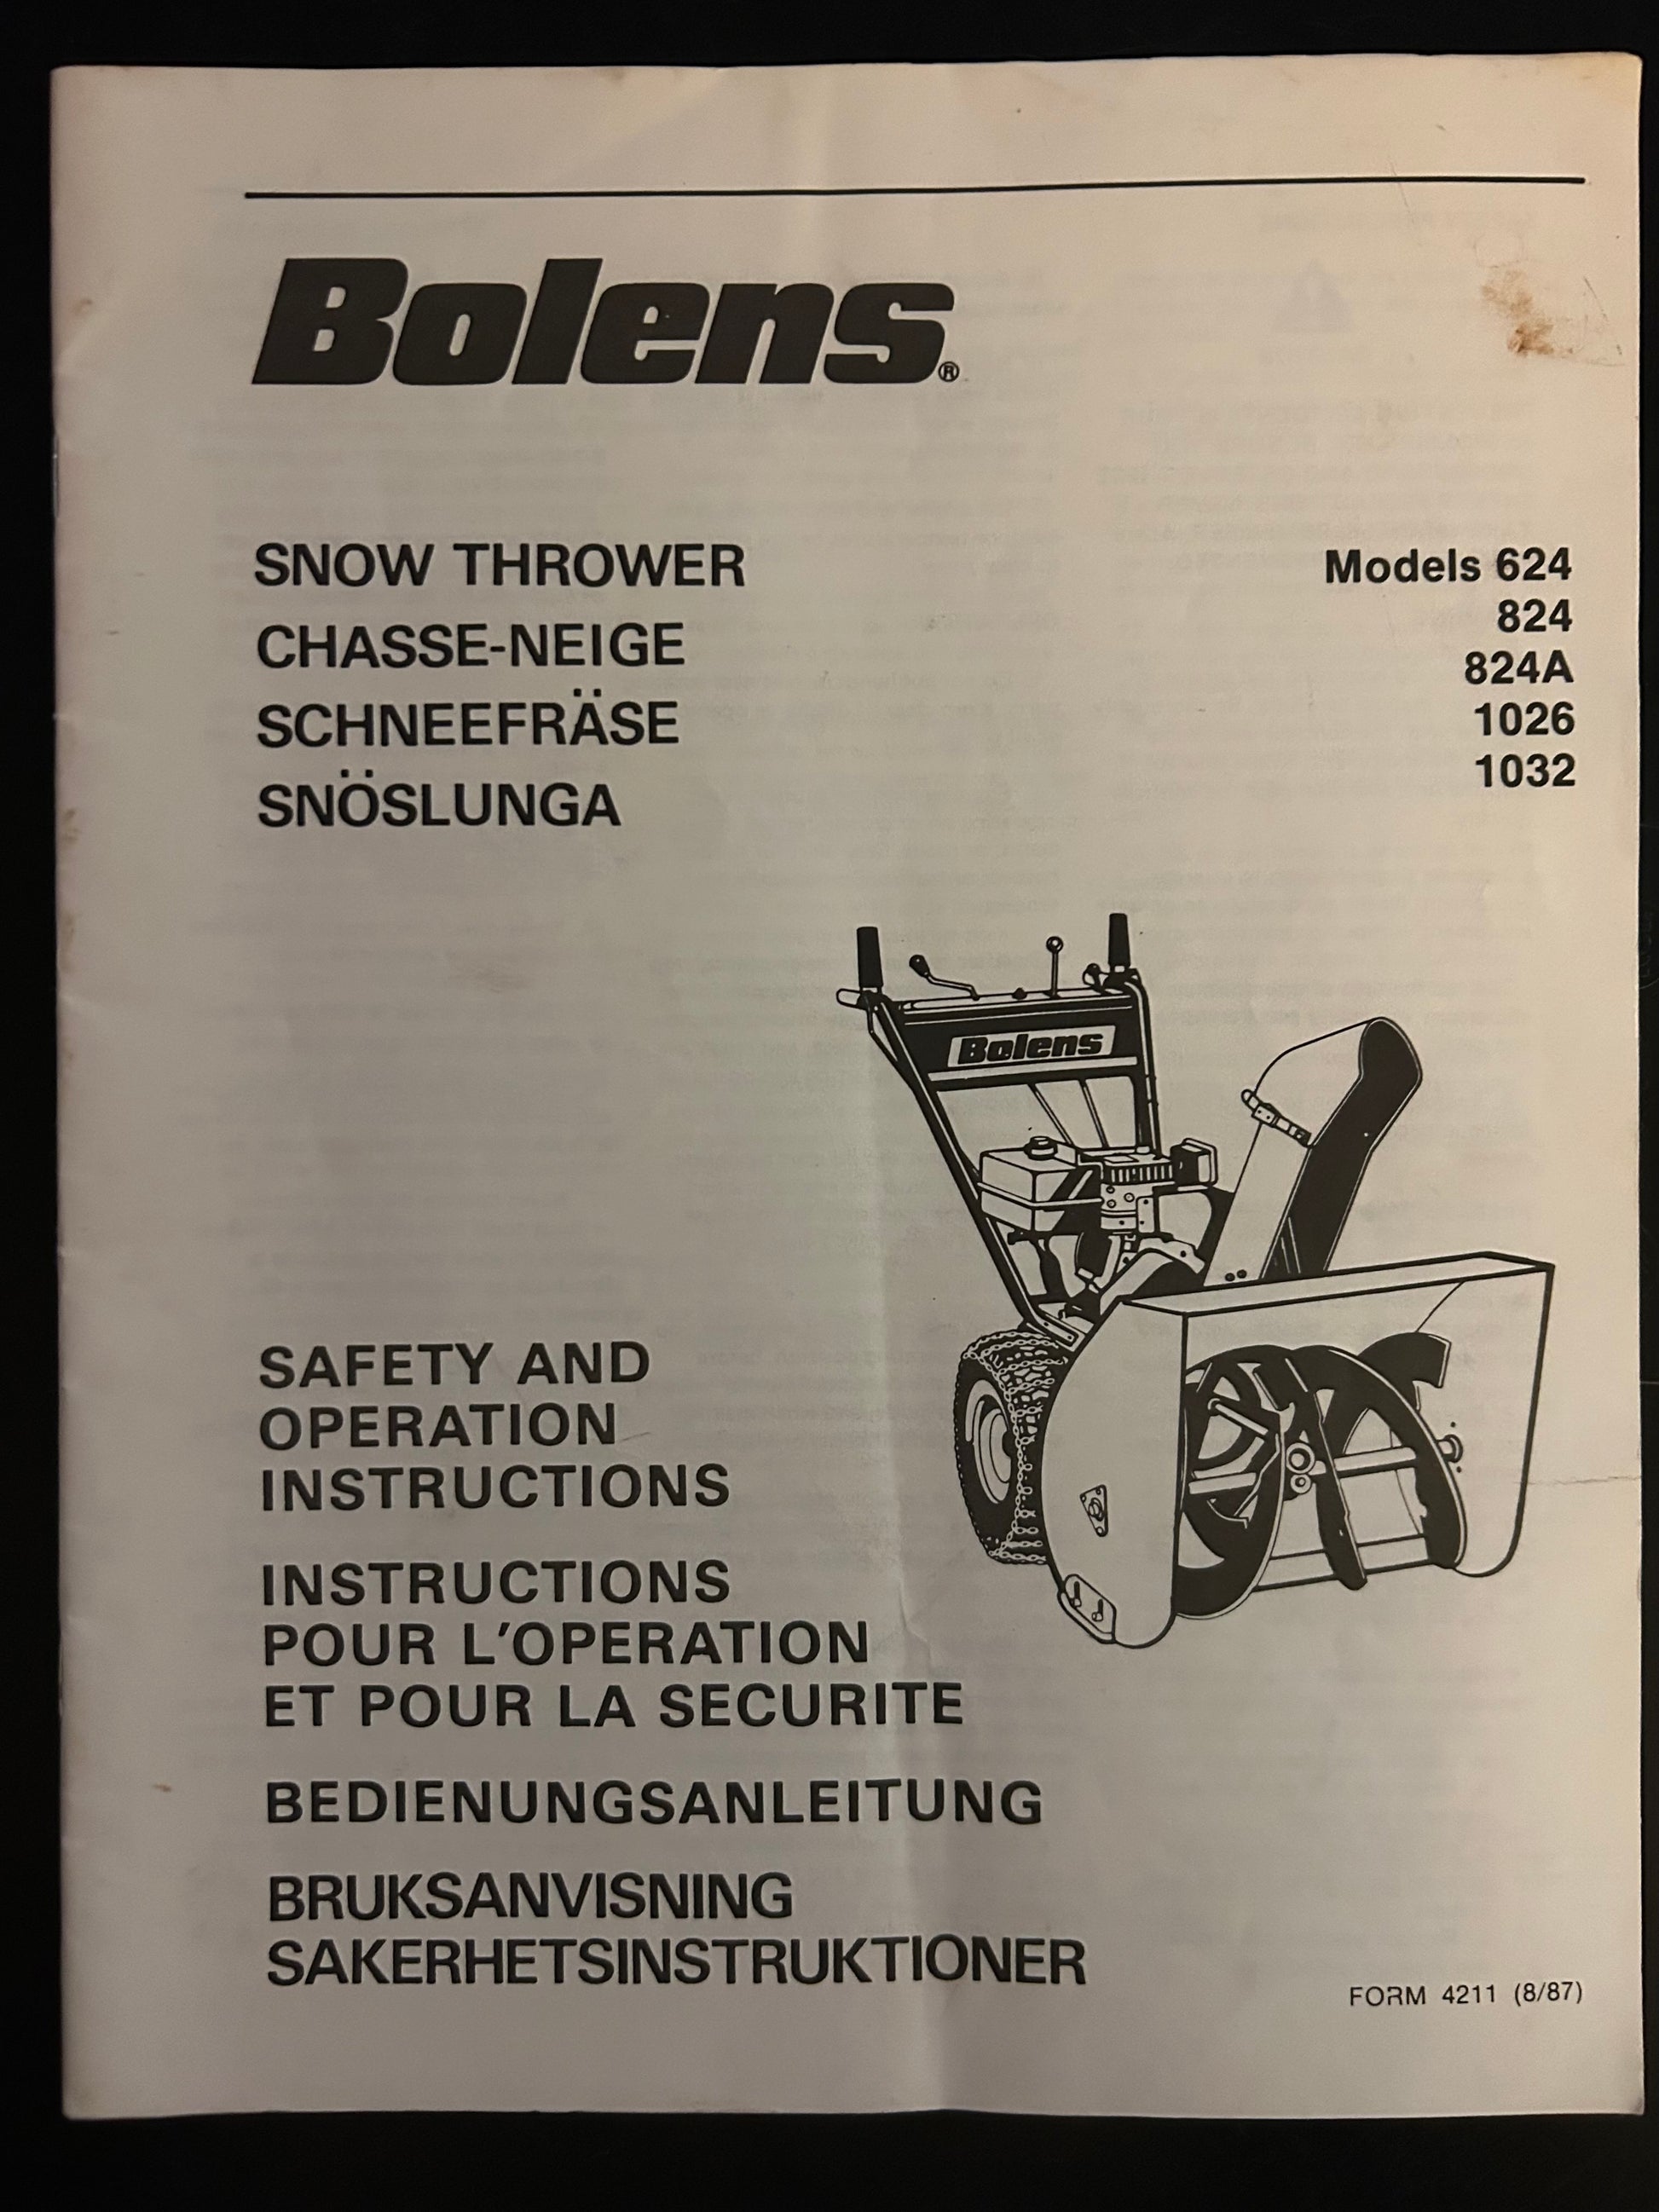 Bolens®
SNOW THROWER
CHASSE-NEIGE
SCHNEEFRÄSE
SNÖSLUNGA
Models 624
824
824A
1026
1032
Bolens
SAFETY AND
OPERATION
INSTRUCTIONS
INSTRUCTIONS
POUR L'OPERATION
ET POUR LA SECURITE
BEDIENUNGSANLEITUNG
BRUKSANVISNING
SAKERHETSINSTRUKTIONER
FORM 4211 (8/87)